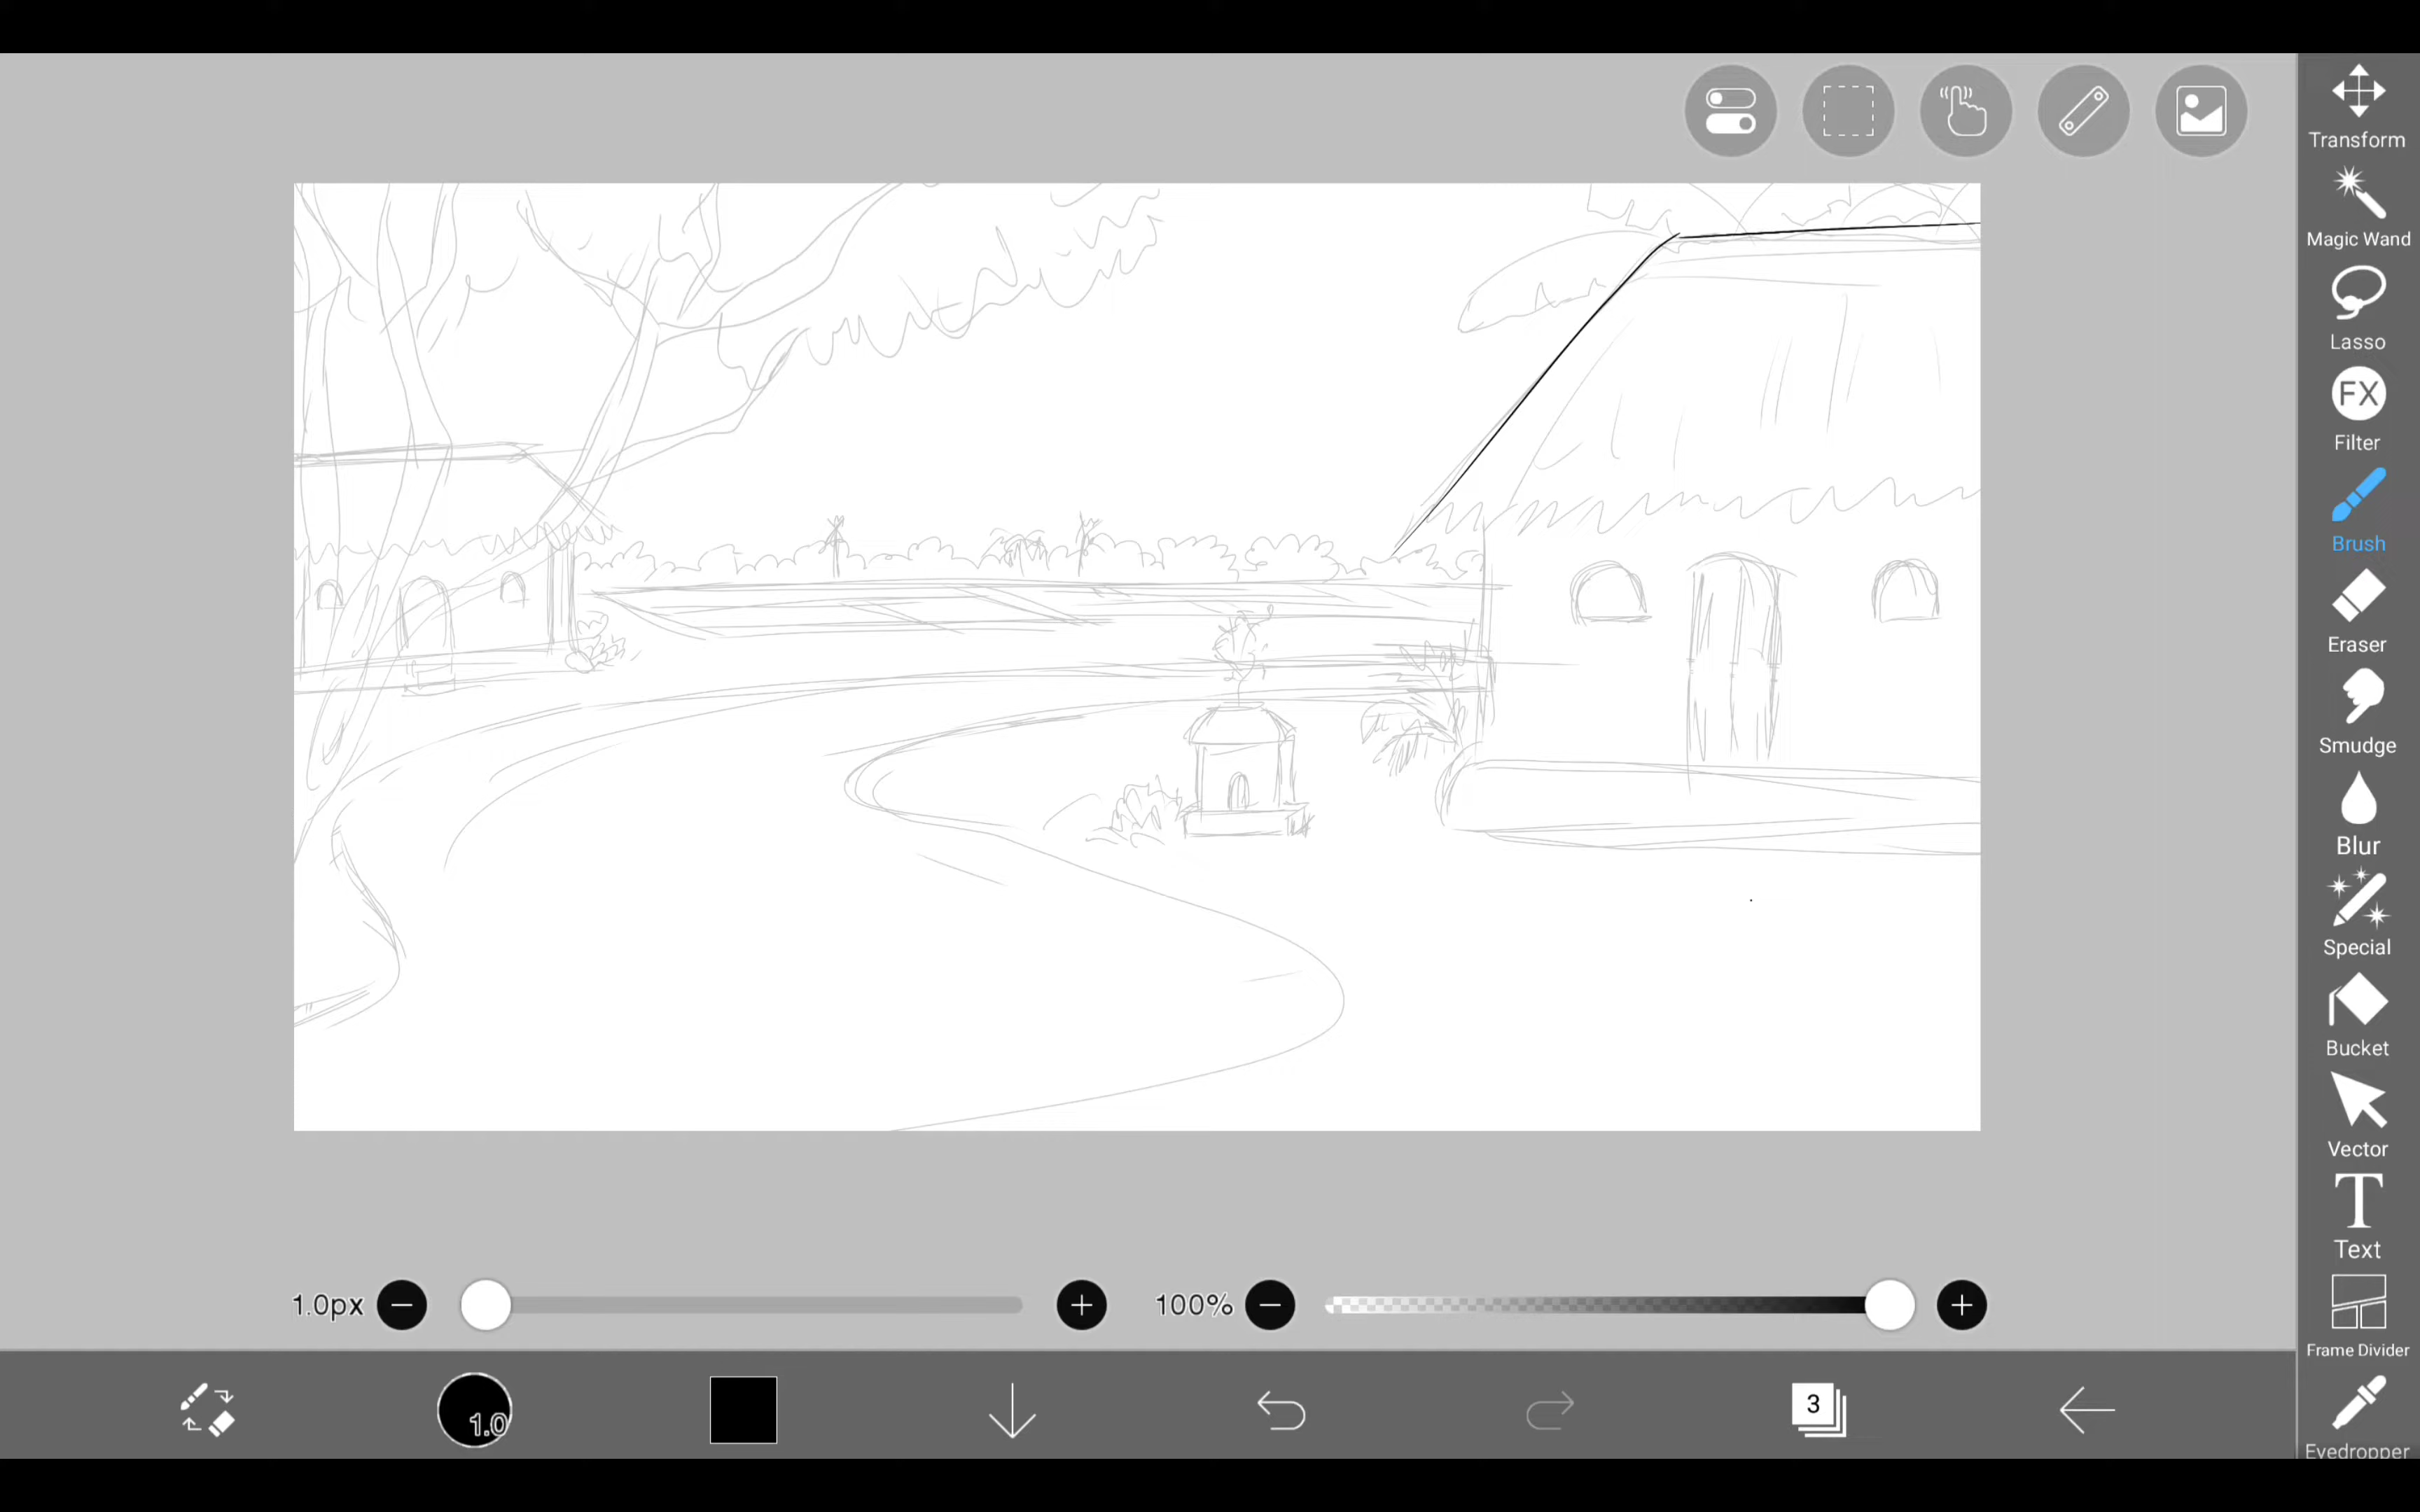 Transform
Magic Wand
Lasso
FX
Filter
Brush
Eraser
Smudge
Blur
Special
Bucket
Vector
T
Text
Frame Divider
Eyedropper
1.0px
100%
1.0
3